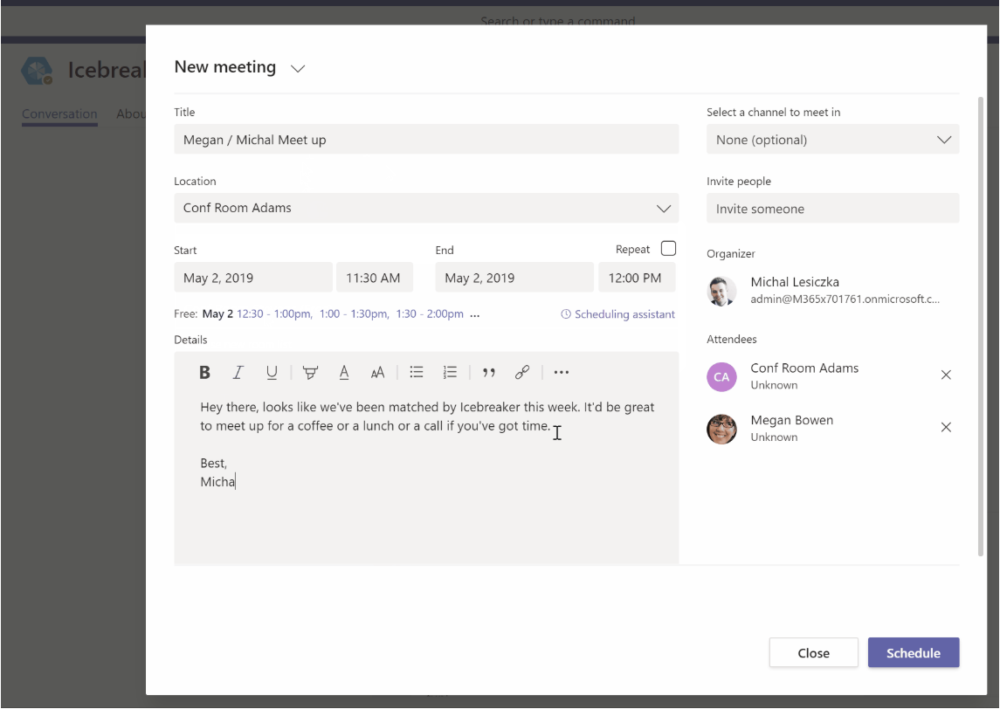 Search or type a command
Icebreak
Conversation Abou
New meeting
Title
Megan / Michal Meet up
Select a channel to meet in
None (optional)
Location
Conf Room Adams
Invite people
Invite someone
Start End Repeat
May 2, 2019 11:30 AM May 2, 2019 12:00 PM
Free: May 2 12:30 - 1:00pm, 1:00 - 1:30pm, 1:30 - 2:00pm ...
Scheduling assistant
Organizer
Michal Lesiczka
admin@M365x701761.onmicrosoft.c...
Details
B I U A AA
Hey there, looks like we've been matched by Icebreaker this week. It'd be great
to meet up for a coffee or a lunch or a call if you've got time.
Best,
Micha
Attendees
CA
Conf Room Adams
Unknown
Megan Bowen
Unknown
Close Schedule